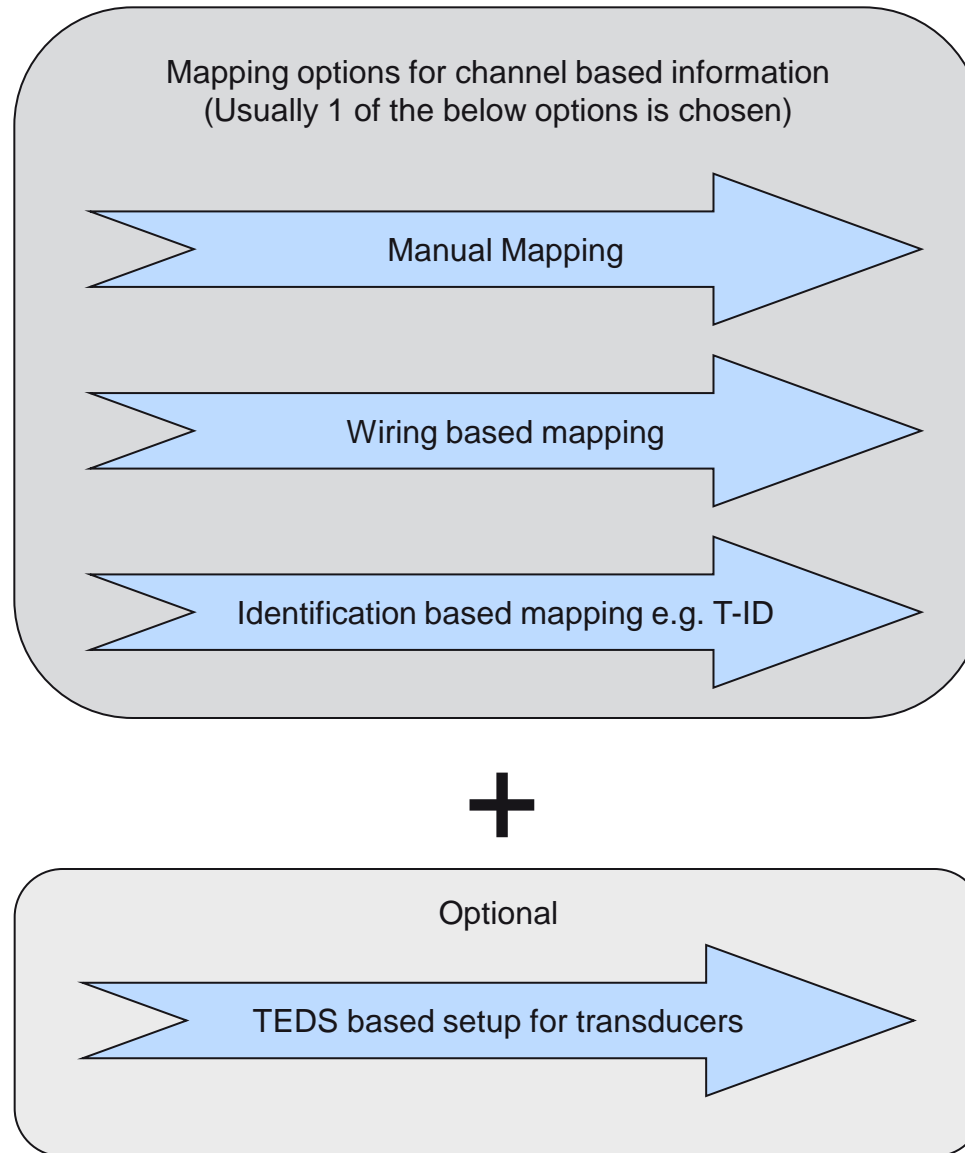 Mapping options for channel based information
(Usually 1 of the below options is chosen)
Manual Mapping
Wiring based mapping
Identification based mapping e.g. T-ID
+
Optional
TEDS based setup for transducers